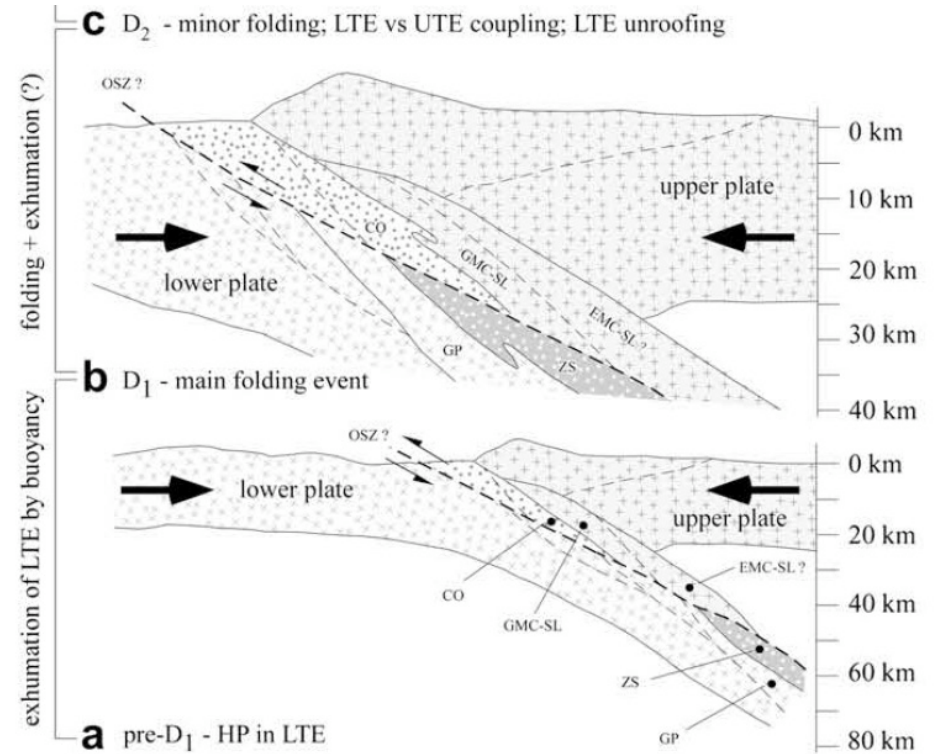 c D2 - minor folding; LTE vs UTE coupling; LTE unroofing
folding + exhumation (?)
OSZ ?
0 km
upper plate
10 km
CO
GMC-SL
20 km
lower plate
EMC-SL ?
30 km
GP
ZS
40 km
b D1 - main folding event
exhumation of LTE by buoyancy
OSZ ?
0 km
lower plate
upper plate
20 km
EMC-SL ?
CO
40 km
GMC-SL
60 km
ZS
GP
80 km
a pre-D1 - HP in LTE